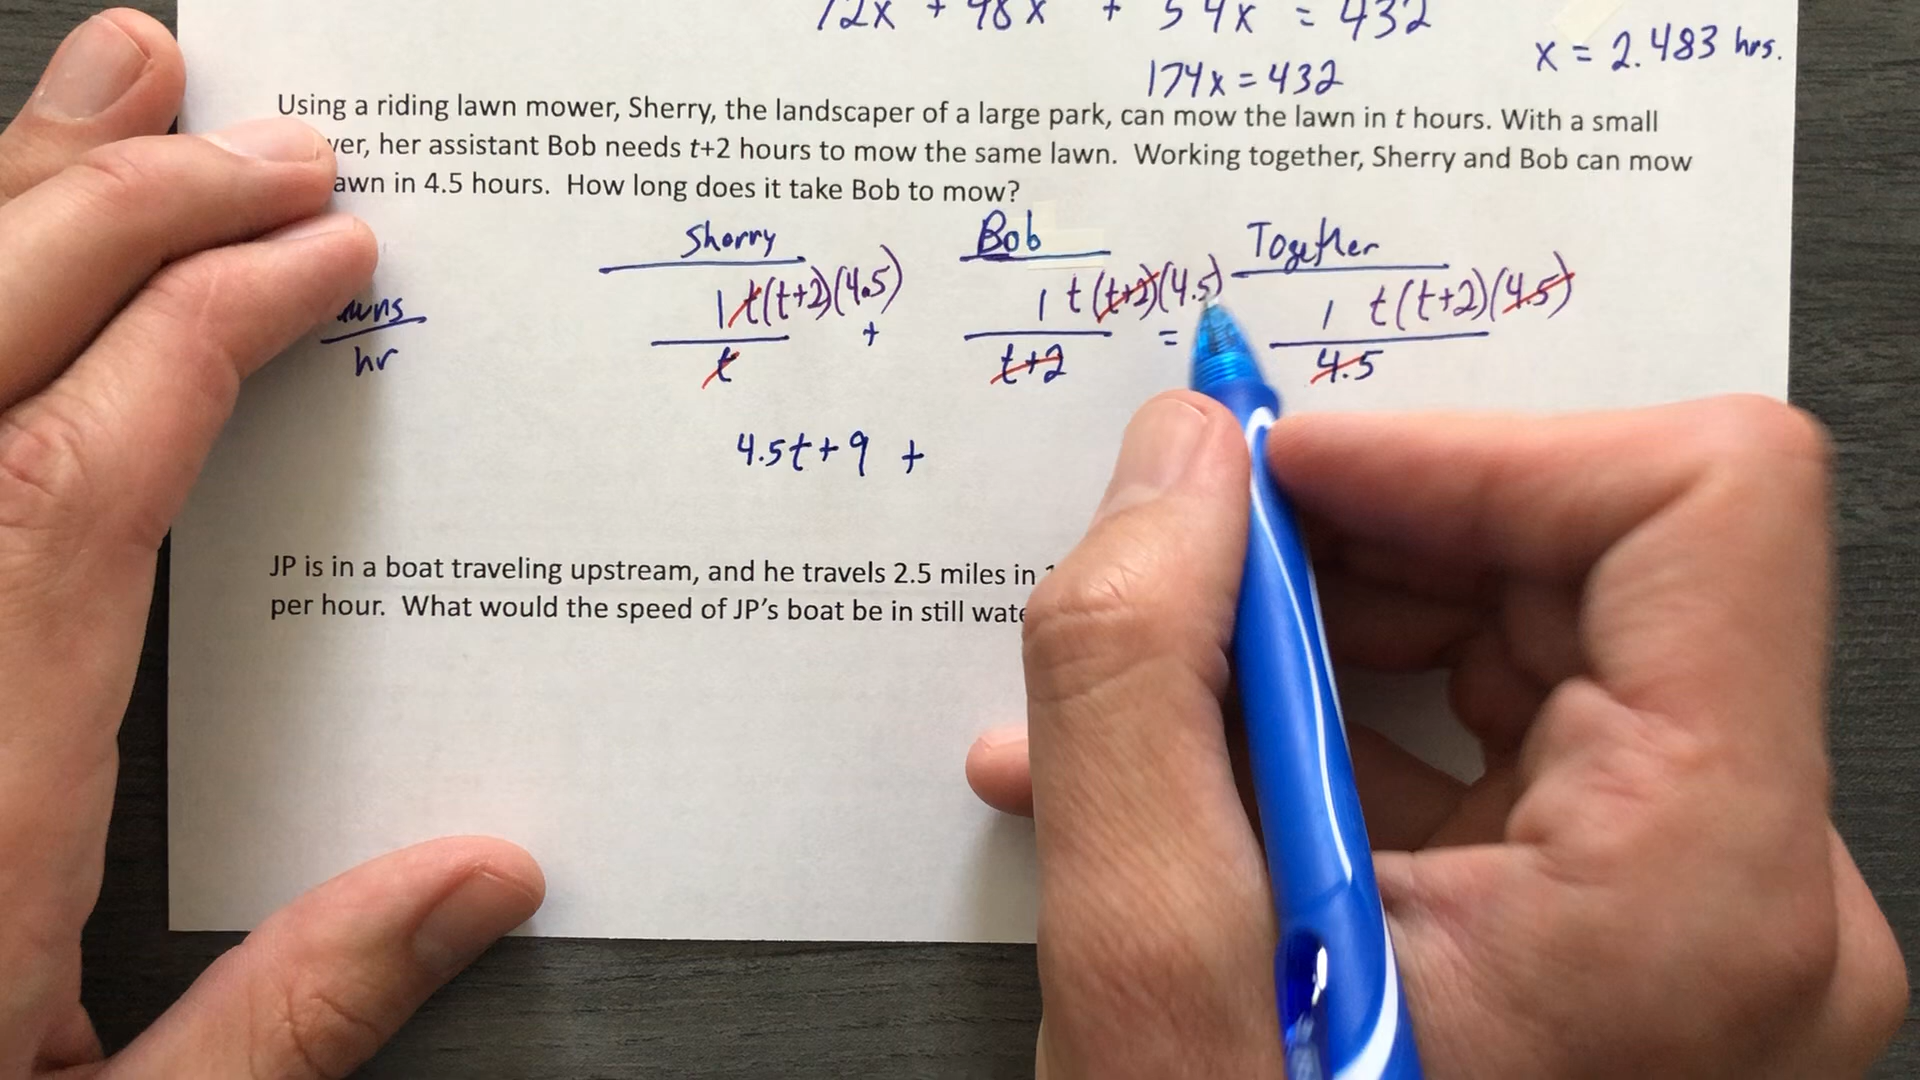 72x + 48x + 54x = 432
174x = 432
x = 2.483 hrs.
Using a riding lawn mower, Sherry, the landscaper of a large park, can mow the lawn in t hours. With a small
her assistant Bob needs t+2 hours to mow the same lawn. Working together, Sherry and Bob can mow
in 4.5 hours. How long does it take Bob to mow?
Sherry Bob Together
1 t(t+2)(4.5) + 1 t(t+2)(4.5) = 1 t(t+2)(4.5)
hr t t+2 4.5
4.5t+9 +
JP is in a boat traveling upstream, and he travels 2.5 miles in
per hour. What would the speed of JP's boat be in still